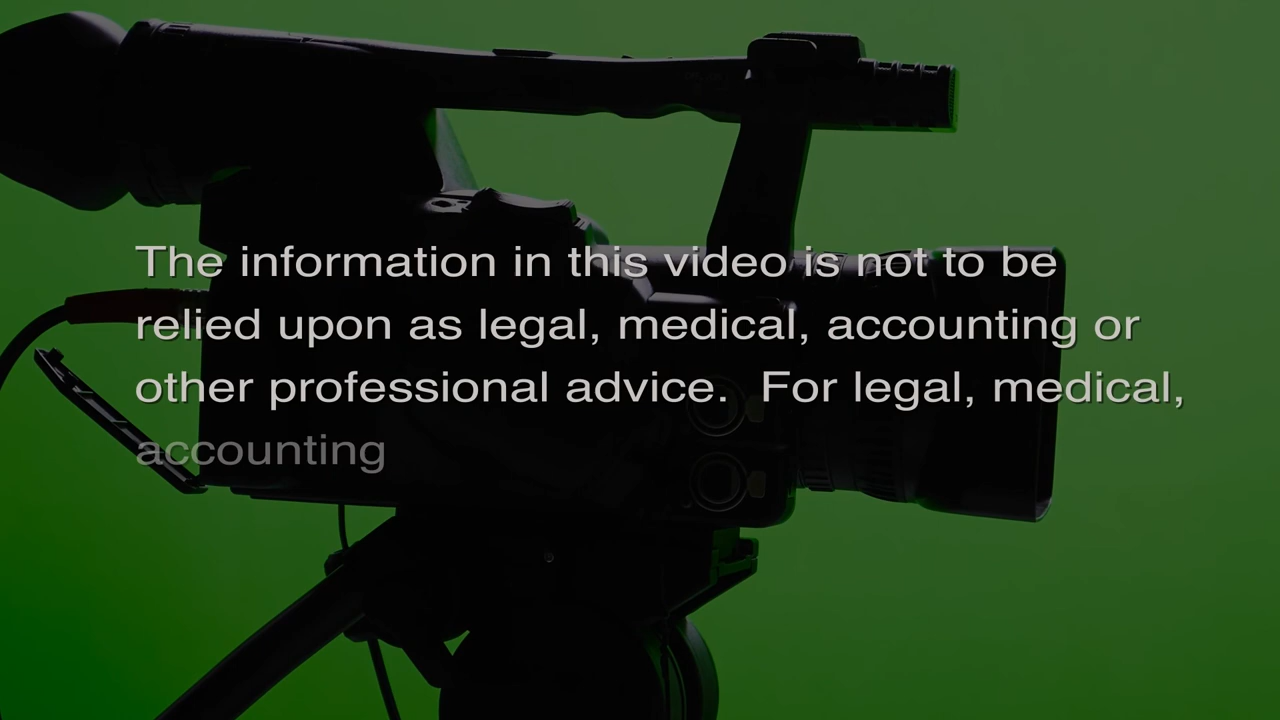 The information in this video is not to be
relied upon as legal, medical, accounting or
other professional advice.  For legal, medical,
accounting